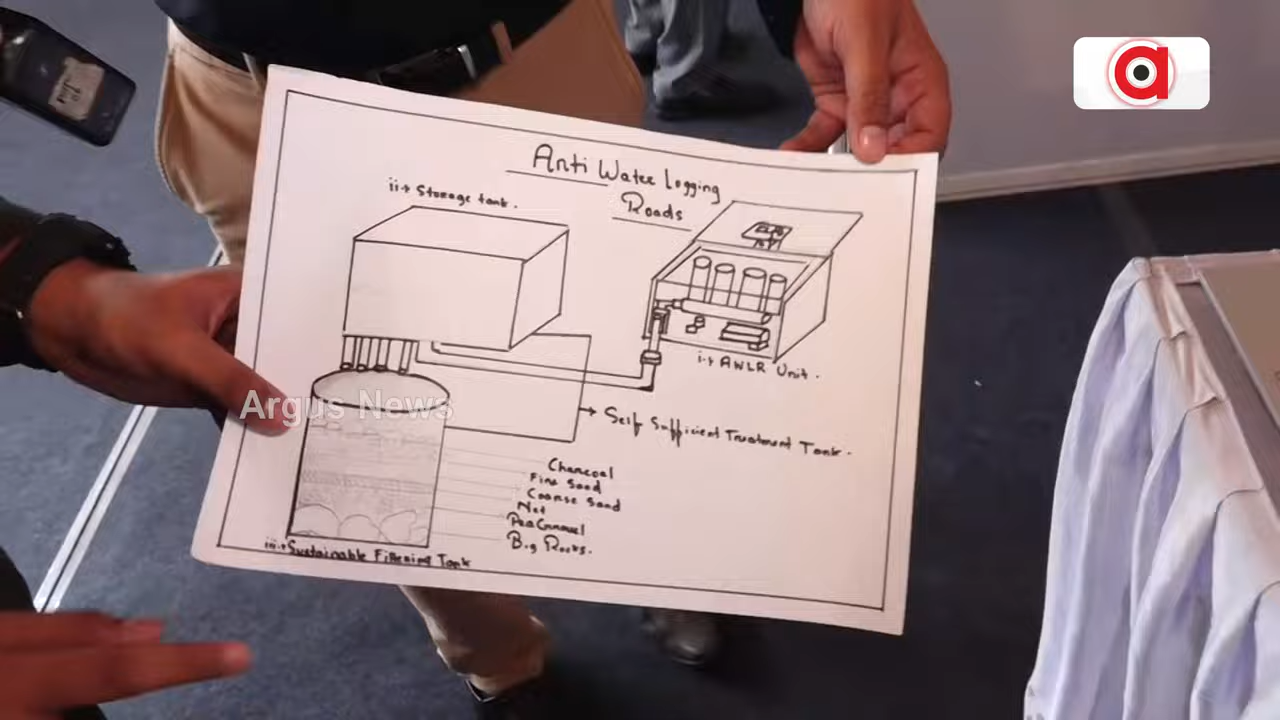 a
Anti Water Logging
Roads
ii→ Storage tank.
i→ AWLR Unit.
Argus News
→ Self Sufficient Treatment Tank.
Charcoal
Fine Sand
Coarse Sand
Net
Pea Gravel
Big Rocks.
iii→ Sustainable Filtering Tank